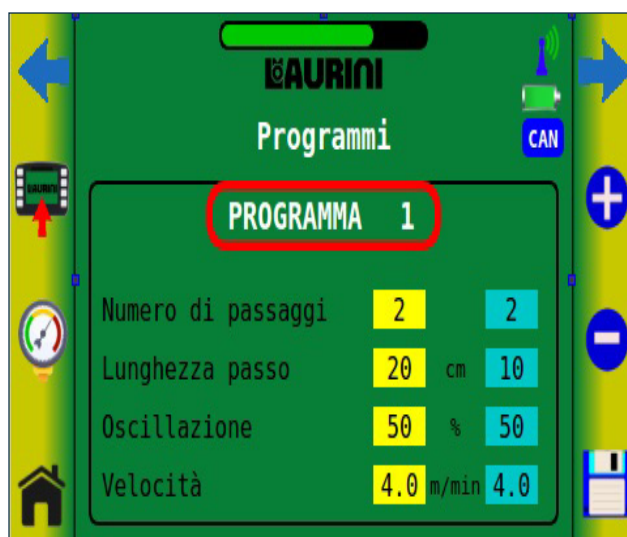 LAURINI
Programmi
CAN
LAURINI
PROGRAMMA 1
Numero di passaggi 2 2
Lunghezza passo 20 cm 10
Oscillazione 50 % 50
Velocità 4.0 m/min 4.0